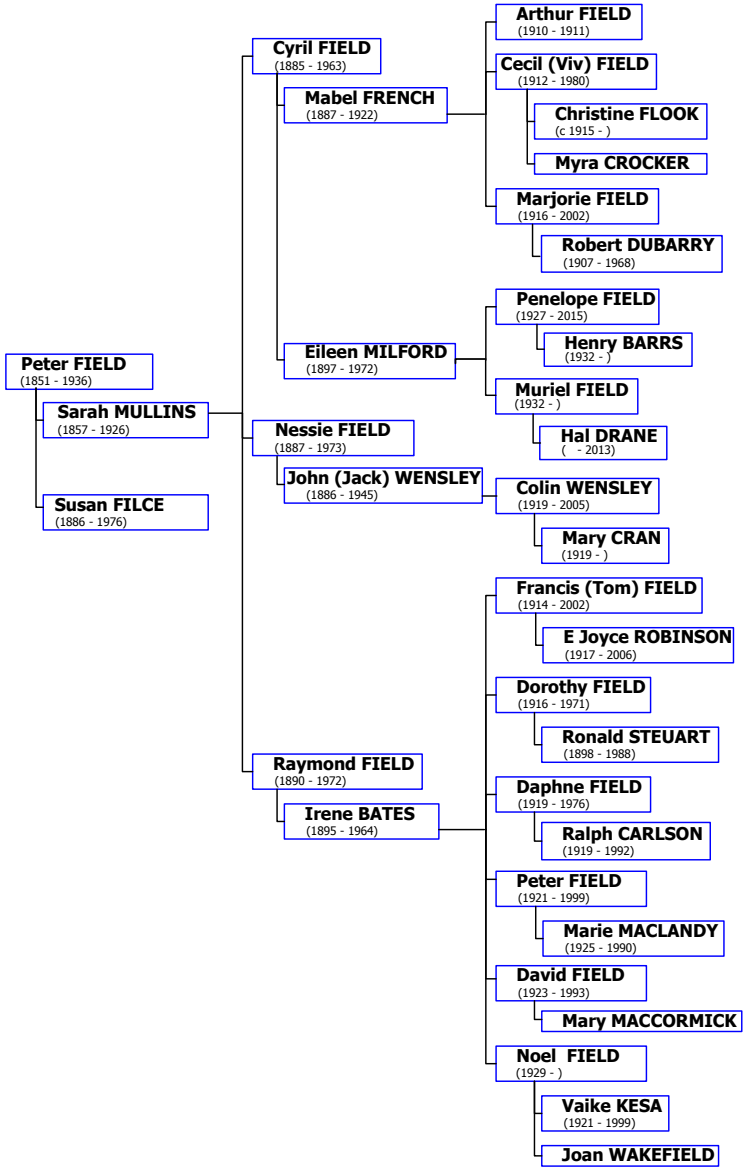 Peter FIELD
(1851 - 1936)
Sarah MULLINS
(1857 - 1926)
Susan FILCE
(1886 - 1976)
Cyril FIELD
(1885 - 1963)
Mabel FRENCH
(1887 - 1922)
Eileen MILFORD
(1897 - 1972)
Nessie FIELD
(1887 - 1973)
John (Jack) WENSLEY
(1886 - 1945)
Raymond FIELD
(1890 - 1972)
Irene BATES
(1895 - 1964)
Arthur FIELD
(1910 - 1911)
Cecil (Viv) FIELD
(1912 - 1980)
Christine FLOOK
(c 1915 - )
Myra CROCKER
Marjorie FIELD
(1916 - 2002)
Robert DUBARRY
(1907 - 1968)
Penelope FIELD
(1927 - 2015)
Henry BARRS
(1932 - )
Muriel FIELD
(1932 - )
Hal DRANE
(   - 2013)
Colin WENSLEY
(1919 - 2005)
Mary CRAN
(1919 - )
Francis (Tom) FIELD
(1914 - 2002)
E Joyce ROBINSON
(1917 - 2006)
Dorothy FIELD
(1916 - 1971)
Ronald STEUART
(1898 - 1988)
Daphne FIELD
(1919 - 1976)
Ralph CARLSON
(1919 - 1992)
Peter FIELD
(1921 - 1999)
Marie MACLANDY
(1925 - 1990)
David FIELD
(1923 - 1993)
Mary MACCORMICK
Noel  FIELD
(1929 - )
Vaike KESA
(1921 - 1999)
Joan WAKEFIELD